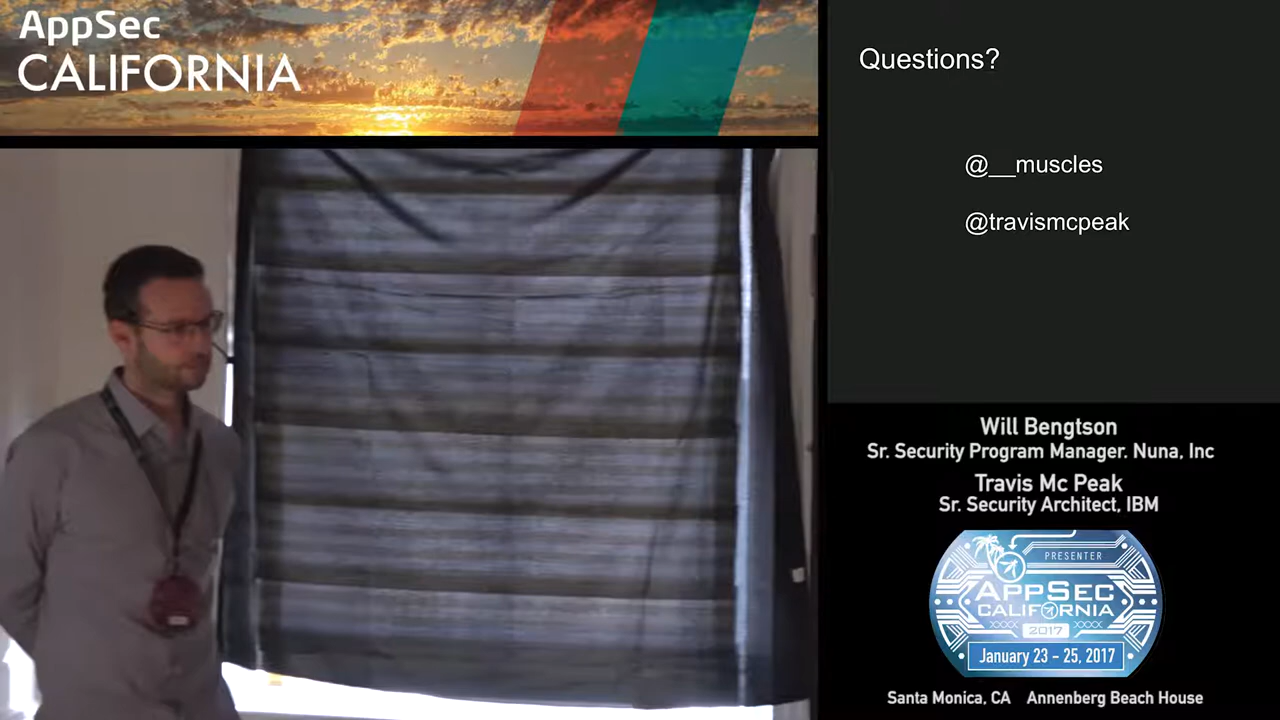 AppSec
CALIFORNIA
Questions?
@__muscles
@travismcpeak
Will Bengtson
Sr. Security Program Manager. Nuna, Inc
Travis Mc Peak
Sr. Security Architect, IBM
PRESENTER
APPSEC
CALIFORNIA
2017
January 23 - 25, 2017
Santa Monica, CA Annenberg Beach House